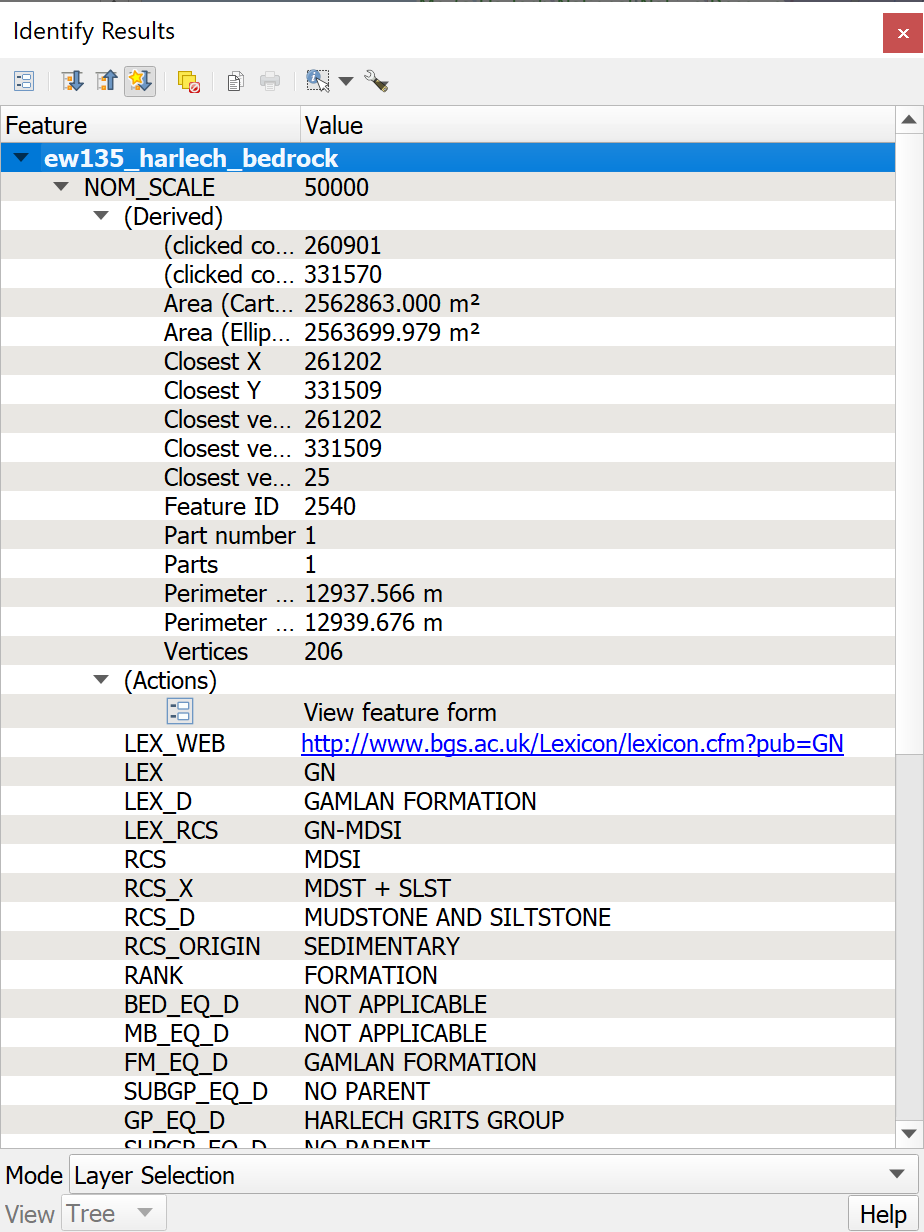 Identify Results
Feature Value
ew135_harlech_bedrock
NOM_SCALE 50000
(Derived)
(clicked co... 260901
(clicked co... 331570
Area (Cart... 2562863.000 m²
Area (Ellip... 2563699.979 m²
Closest X 261202
Closest Y 331509
Closest ve... 261202
Closest ve... 331509
Closest ve... 25
Feature ID 2540
Part number 1
Parts 1
Perimeter ... 12937.566 m
Perimeter ... 12939.676 m
Vertices 206
(Actions)
View feature form
LEX_WEB http://www.bgs.ac.uk/Lexicon/lexicon.cfm?pub=GN
LEX GN
LEX_D GAMLAN FORMATION
LEX_RCS GN-MDSI
RCS MDSI
RCS_X MDST + SLST
RCS_D MUDSTONE AND SILTSTONE
RCS_ORIGIN SEDIMENTARY
RANK FORMATION
BED_EQ_D NOT APPLICABLE
MB_EQ_D NOT APPLICABLE
FM_EQ_D GAMLAN FORMATION
SUBGP_EQ_D NO PARENT
GP_EQ_D HARLECH GRITS GROUP
SUPGP_EQ_D NO PARENT
Mode Layer Selection
View Tree Help